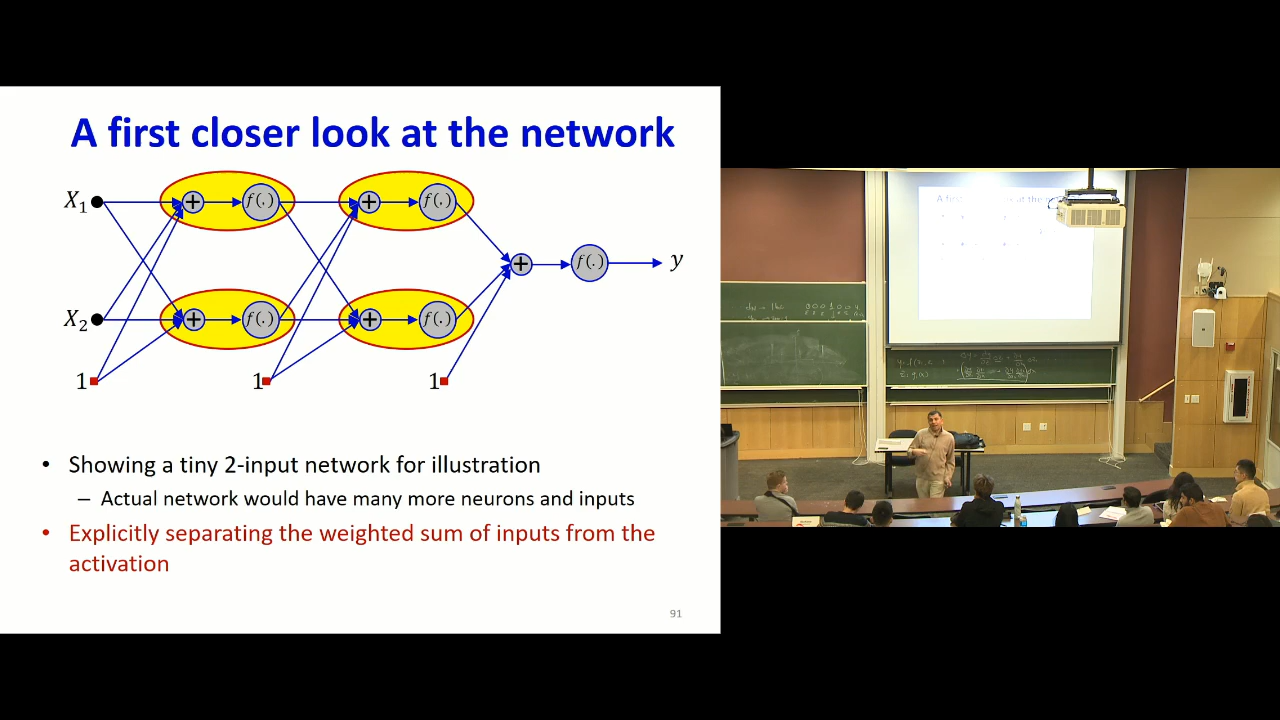 A first closer look at the network
X1
+
f(.)
+
f(.)
+
f(.)
y
X2
+
f(.)
+
f(.)
1
1
1
• Showing a tiny 2-input network for illustration
– Actual network would have many more neurons and inputs
• Explicitly separating the weighted sum of inputs from the
activation
91